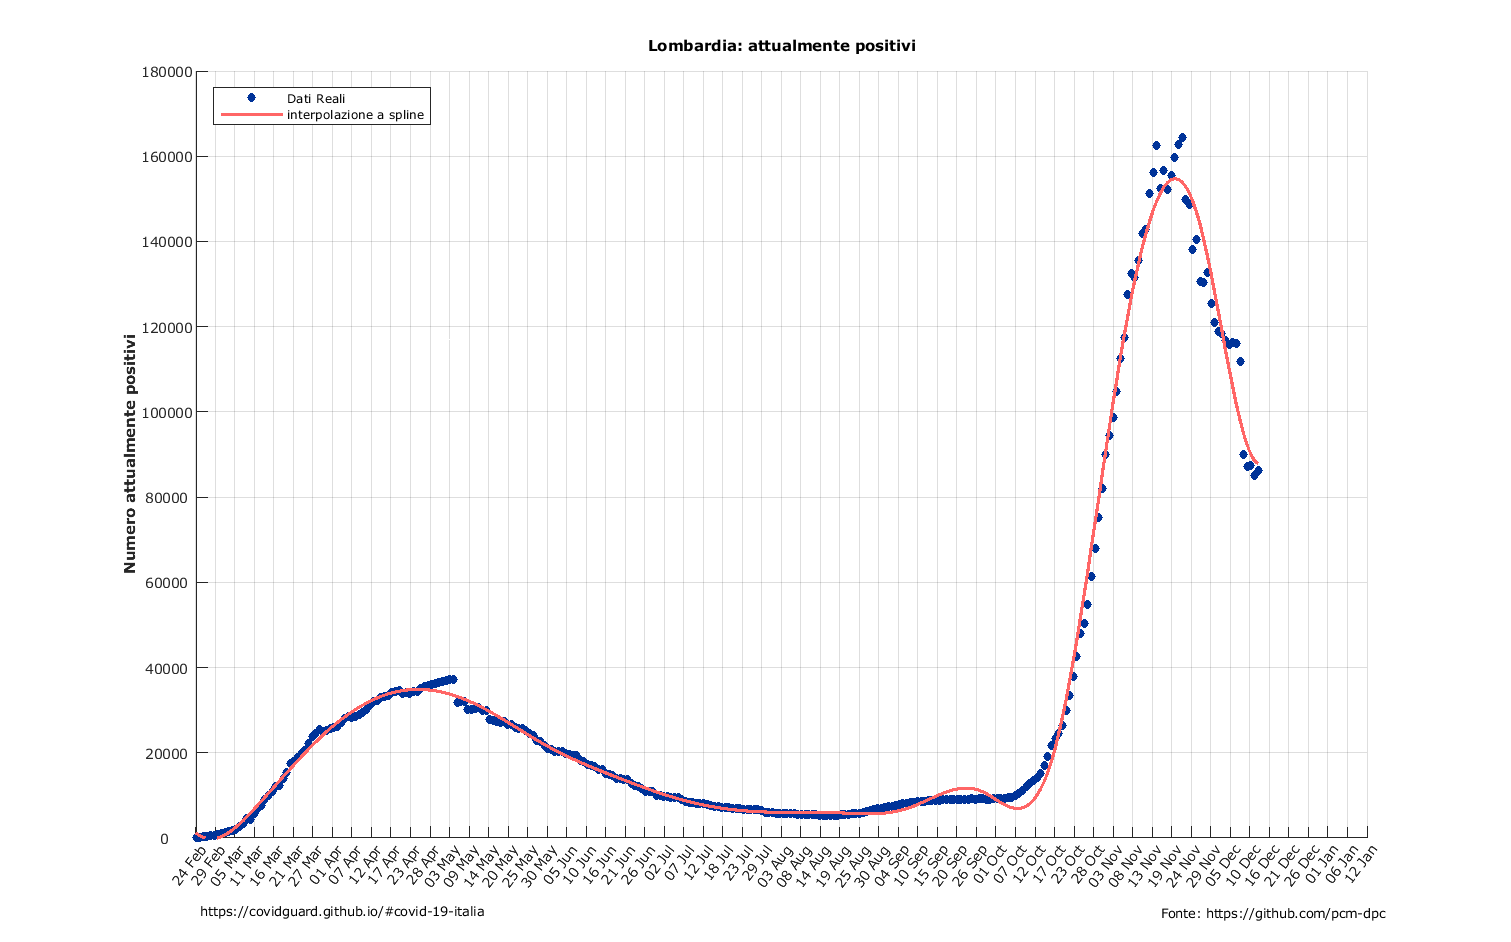 Lombardia: attualmente positivi
Dati Reali
interpolazione a spline
Numero attualmente positivi
180000
160000
140000
120000
100000
80000
60000
40000
20000
0
24 Feb
29 Feb
05 Mar
11 Mar
16 Mar
21 Mar
27 Mar
01 Apr
07 Apr
12 Apr
17 Apr
23 Apr
28 Apr
03 May
09 May
14 May
20 May
25 May
30 May
05 Jun
10 Jun
16 Jun
21 Jun
26 Jun
02 Jul
07 Jul
12 Jul
18 Jul
23 Jul
29 Jul
03 Aug
08 Aug
14 Aug
19 Aug
25 Aug
30 Aug
04 Sep
10 Sep
15 Sep
20 Sep
26 Sep
01 Oct
07 Oct
12 Oct
17 Oct
23 Oct
28 Oct
03 Nov
08 Nov
13 Nov
19 Nov
24 Nov
29 Nov
05 Dec
10 Dec
16 Dec
21 Dec
26 Dec
01 Jan
06 Jan
12 Jan
https://covidguard.github.io/#covid-19-italia
Fonte: https://github.com/pcm-dpc